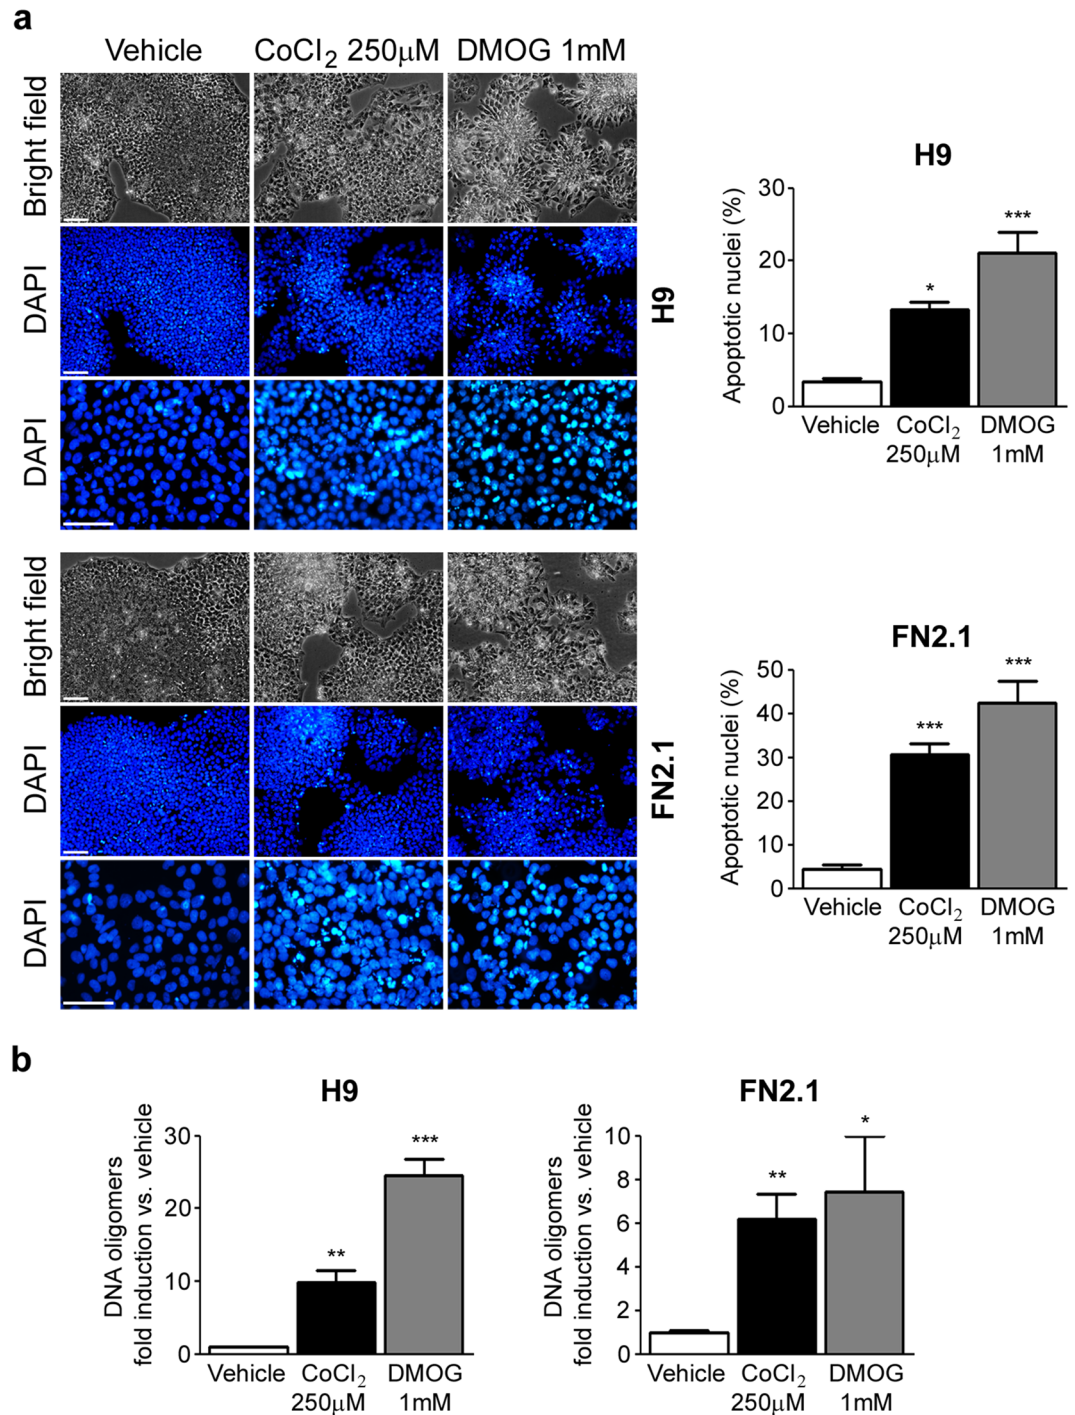 a
Vehicle CoCl₂ 250μM DMOG 1mM
Bright field
DAPI
DAPI
H9
Bright field
DAPI
DAPI
FN2.1
H9
Apoptotic nuclei (%)
30
20
10
0
***
*
Vehicle CoCl₂ DMOG
250μM 1mM
FN2.1
Apoptotic nuclei (%)
50
40
30
20
10
0
***
***
Vehicle CoCl₂ DMOG
250μM 1mM
b
H9
DNA oligomers
fold induction vs. vehicle
30
20
10
0
***
**
Vehicle CoCl₂ DMOG
250μM 1mM
FN2.1
DNA oligomers
fold induction vs. vehicle
10
8
6
4
2
0
*
**
Vehicle CoCl₂ DMOG
250μM 1mM